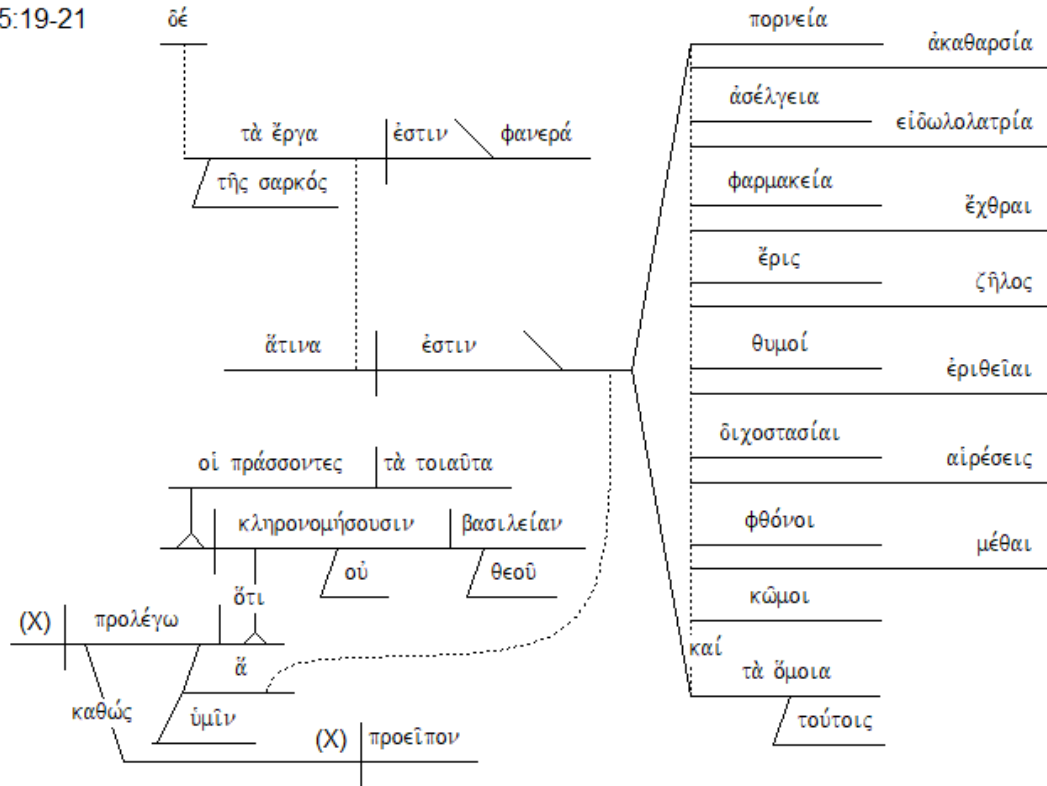 5:19-21
δέ
πορνεία
ἀκαθαρσία
τὰ ἔργα ἐστιν φανερά
τῆς σαρκός
ἀσέλγεια
εἰδωλολατρία
φαρμακεία
ἔχθραι
ἔρις
ζῆλος
ἅτινα ἐστιν
θυμοί
ἐριθεῖαι
διχοστασίαι
αἱρέσεις
φθόνοι
μέθαι
κῶμοι
καί
τὰ ὅμοια
τούτοις
οἱ πράσσοντες τὰ τοιαῦτα
κληρονομήσουσιν βασιλείαν
οὐ θεοῦ
ὅτι
(X) προλέγω
ἅ
ὑμῖν
καθώς
(X) προεῖπον